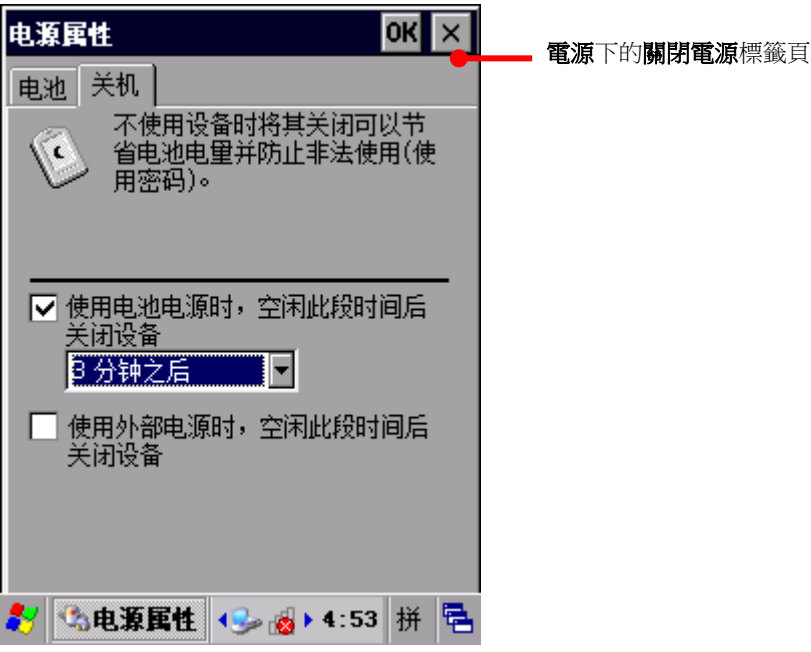 电源属性 OK ×
電源下的關閉電源標籤頁
电池 关机
不使用设备时将其关闭可以节
省电池电量并防止非法使用(使
用密码)。
使用电池电源时，空闲此段时间后
关闭设备
3 分钟之后
使用外部电源时，空闲此段时间后
关闭设备
电源属性 4:53 拼